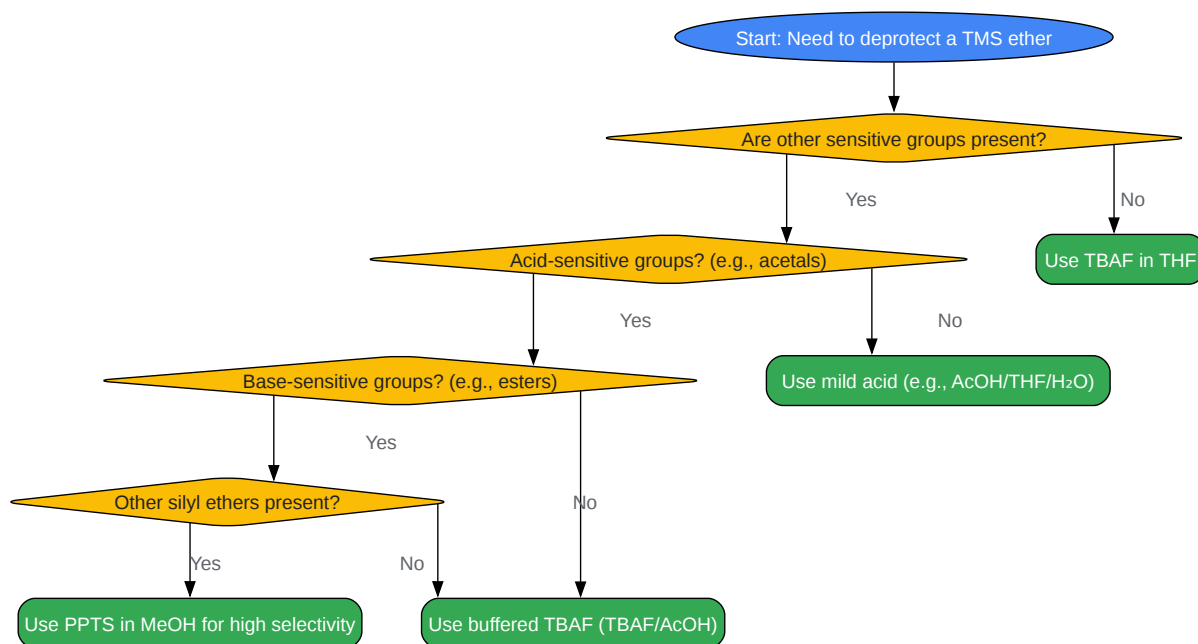 Start: Need to deprotect a TMS ether
Are other sensitive groups present?
Yes
No
Acid-sensitive groups? (e.g., acetals)
Use TBAF in THF
Yes
No
Base-sensitive groups? (e.g., esters)
Use mild acid (e.g., AcOH/THF/H₂O)
Yes
Other silyl ethers present?
No
Yes
No
Use PPTS in MeOH for high selectivity
Use buffered TBAF (TBAF/AcOH)